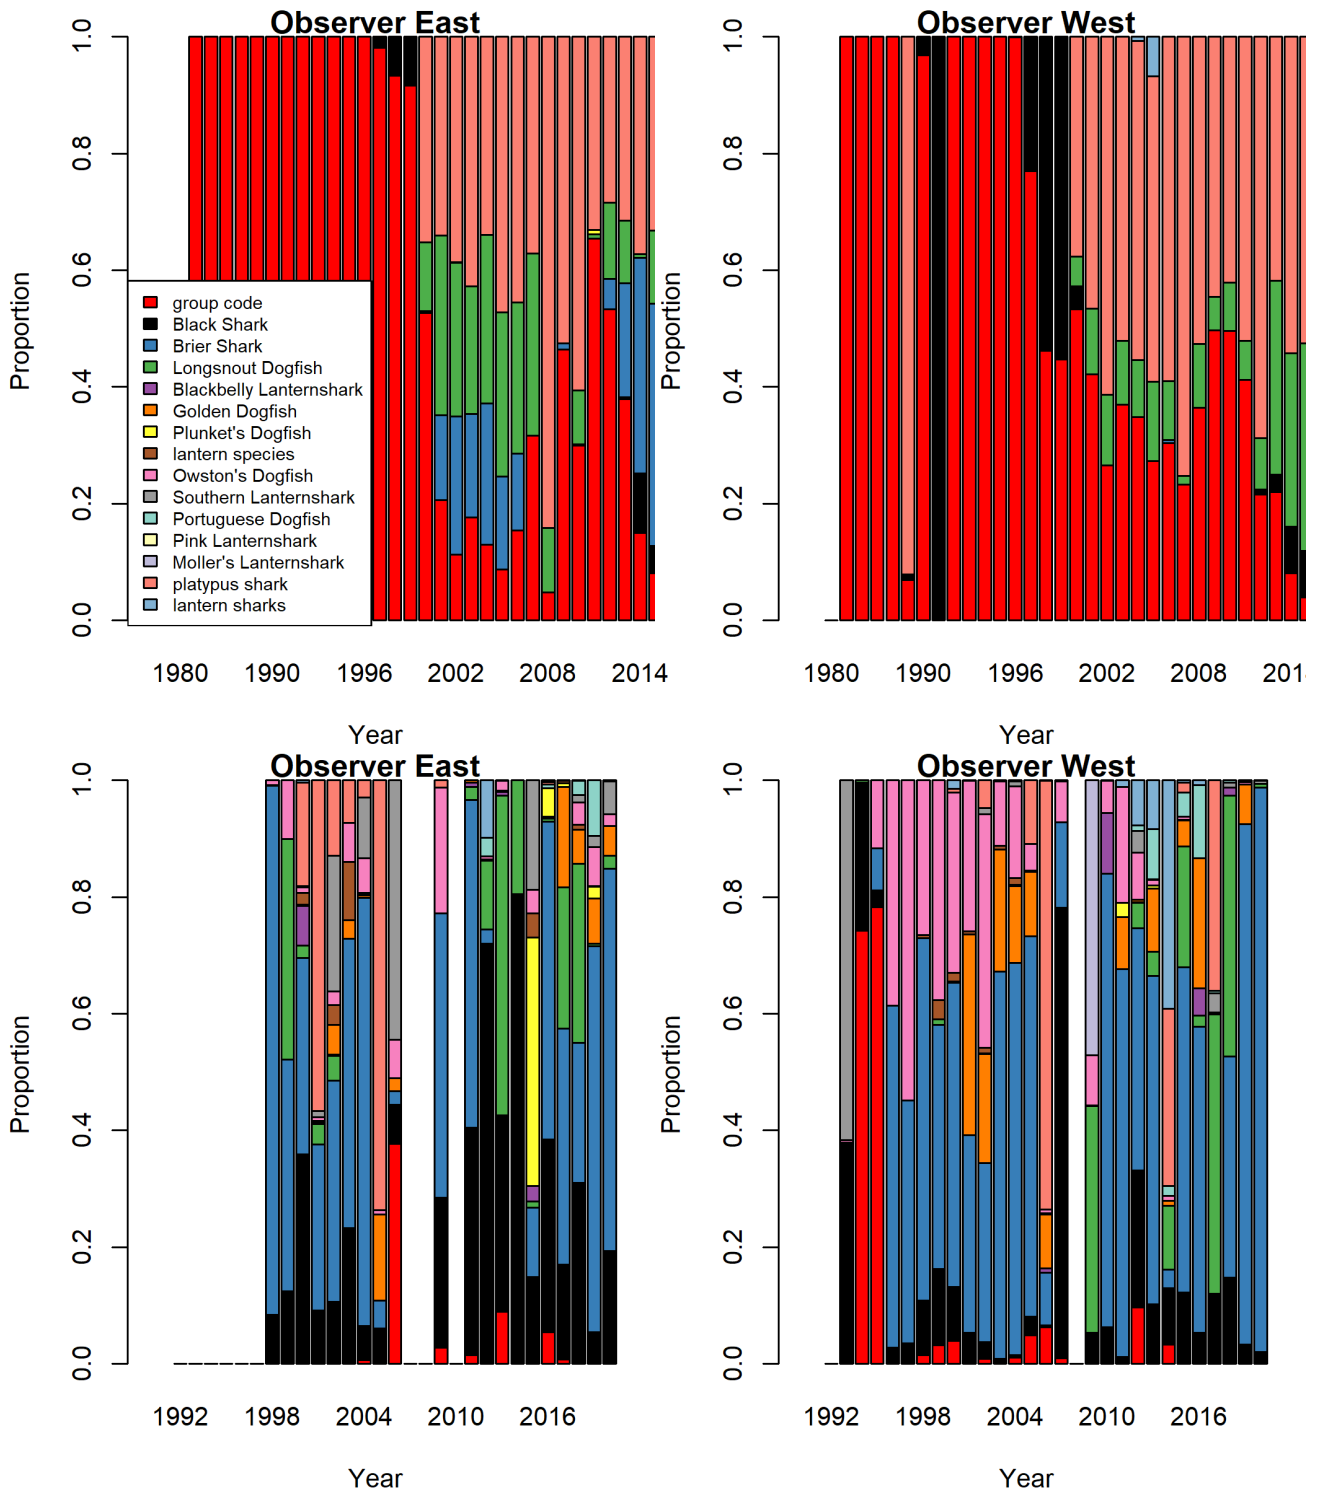 Observer East
Observer West
1.0
0.8
0.6
0.4
0.2
0.0
Proportion
group code
Black Shark
Brier Shark
Longsnout Dogfish
Blackbelly Lanternshark
Golden Dogfish
Plunket's Dogfish
lantern species
Owston's Dogfish
Southern Lanternshark
Portuguese Dogfish
Pink Lanternshark
Moller's Lanternshark
platypus shark
lantern sharks
1980 1990 1996 2002 2008 2014
Year
1.0
0.8
0.6
0.4
0.2
0.0
Proportion
1980 1990 1996 2002 2008 201
Year
Observer East
Observer West
1.0
0.8
0.6
0.4
0.2
0.0
Proportion
1992 1998 2004 2010 2016
Year
1.0
0.8
0.6
0.4
0.2
0.0
Proportion
1992 1998 2004 2010 2016
Year